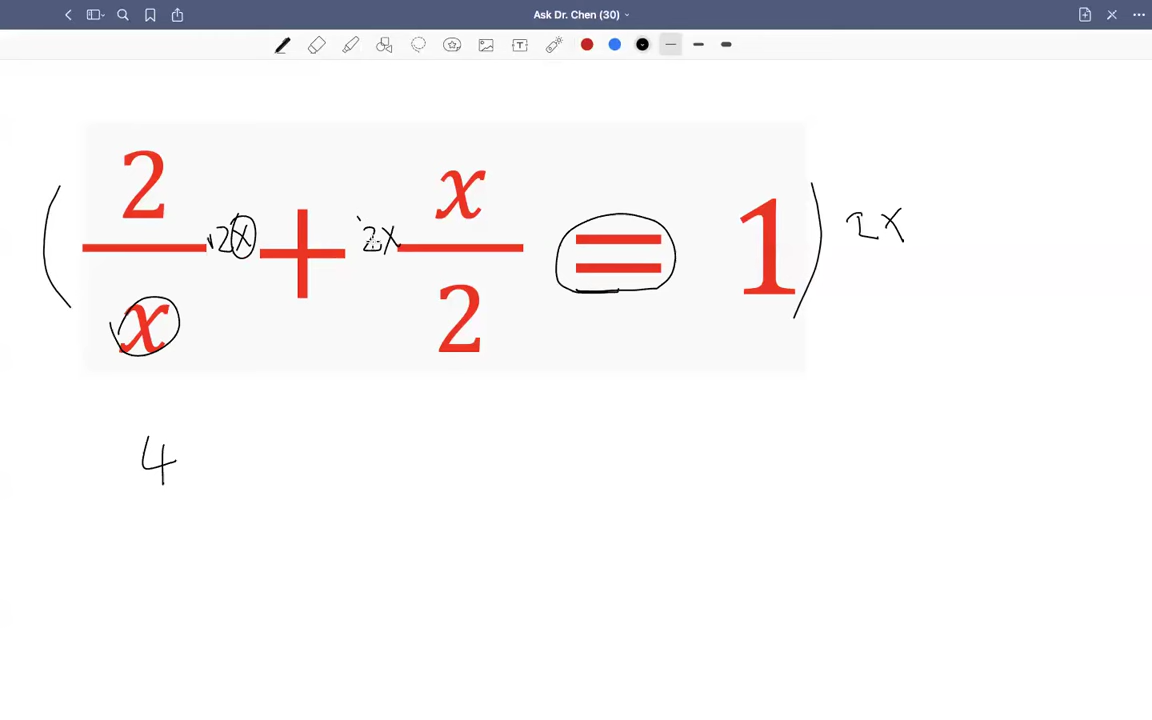 Ask Dr. Chen (30)
T
( 2/x ·2x + 2x x/2 = 1 ) 2x
4